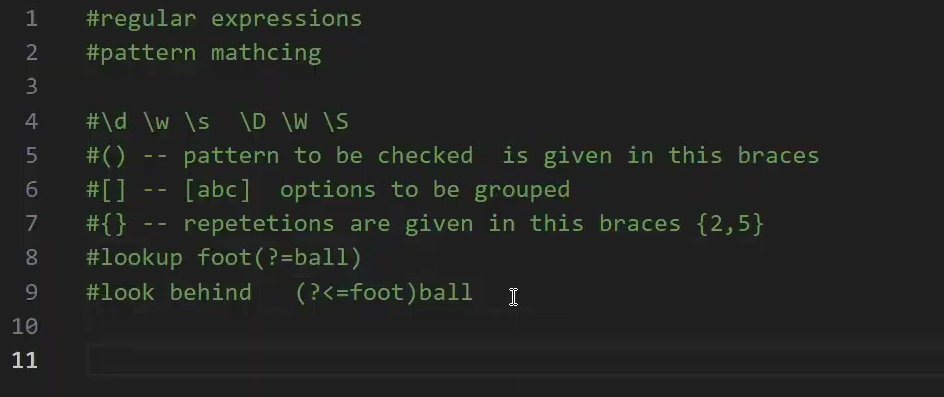 1 #regular expressions
2 #pattern mathcing
3
4 #\d \w \s  \D \W \S
5 #() -- pattern to be checked  is given in this braces
6 #[] -- [abc]  options to be grouped
7 #{} -- repetetions are given in this braces {2,5}
8 #lookup foot(?=ball)
9 #look behind   (?<=foot)ball
10
11